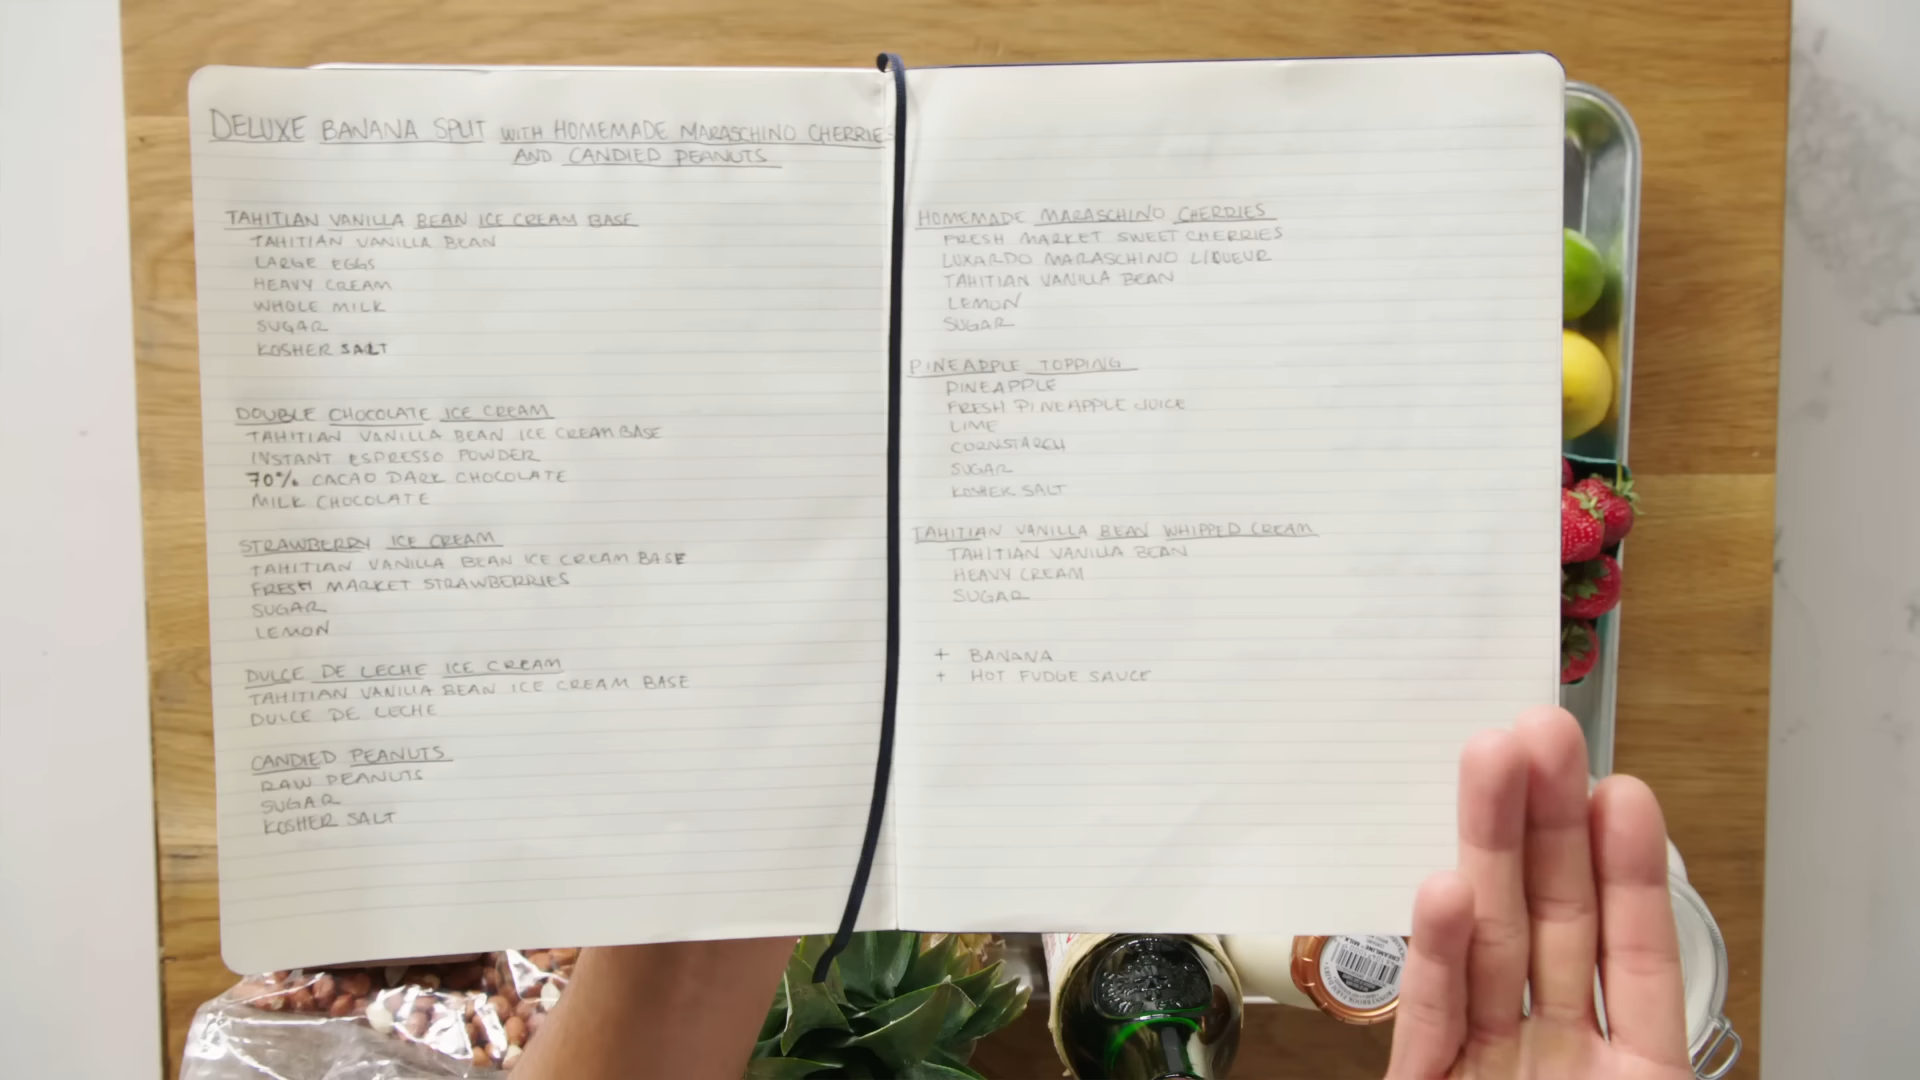 DELUXE BANANA SPLIT WITH HOMEMADE MARASCHINO CHERRIES
AND CANDIED PEANUTS
TAHITIAN VANILLA BEAN ICE CREAM BASE
TAHITIAN VANILLA BEAN
LARGE EGGS
HEAVY CREAM
WHOLE MILK
SUGAR
KOSHER SALT
DOUBLE CHOCOLATE ICE CREAM
TAHITIAN VANILLA BEAN ICE CREAM BASE
INSTANT ESPRESSO POWDER
70% CACAO DARK CHOCOLATE
MILK CHOCOLATE
STRAWBERRY ICE CREAM
TAHITIAN VANILLA BEAN ICE CREAM BASE
FRESH MARKET STRAWBERRIES
SUGAR
LEMON
DULCE DE LECHE ICE CREAM
TAHITIAN VANILLA BEAN ICE CREAM BASE
DULCE DE LECHE
CANDIED PEANUTS
RAW PEANUTS
SUGAR
KOSHER SALT
HOMEMADE MARASCHINO CHERRIES
FRESH MARKET SWEET CHERRIES
LUXARDO MARASCHINO LIQUEUR
TAHITIAN VANILLA BEAN
LEMON
SUGAR
PINEAPPLE TOPPING
PINEAPPLE
FRESH PINEAPPLE JUICE
LIME
CORNSTARCH
SUGAR
KOSHER SALT
TAHITIAN VANILLA BEAN WHIPPED CREAM
TAHITIAN VANILLA BEAN
HEAVY CREAM
SUGAR
+ BANANA
+ HOT FUDGE SAUCE